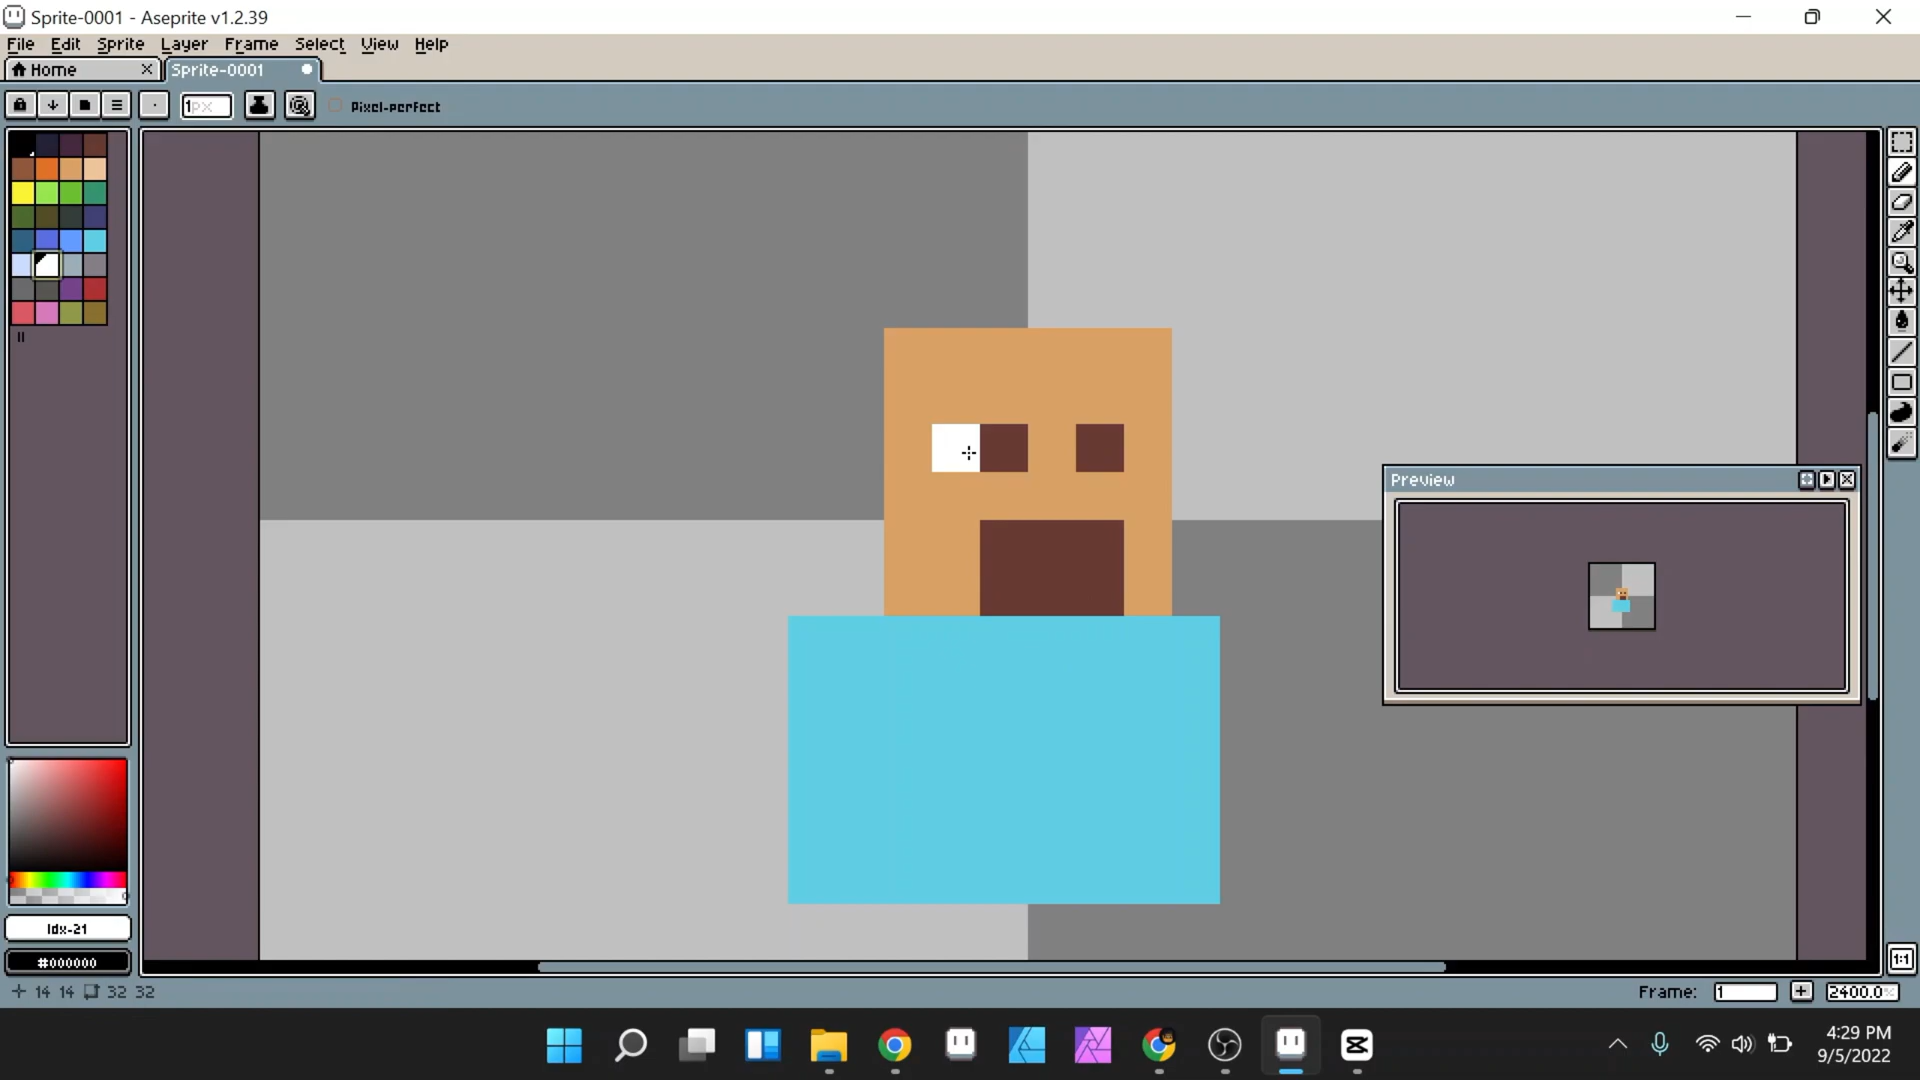 Sprite-0001 - Aseprite v1.2.39
File Edit Sprite Layer Frame Select View Help
Home Sprite-0001
1px Pixel-perfect
Preview
Idx-21
#000000
14 14 32 32 Frame: 1 2400.0%
1:1
4:29 PM
9/5/2022